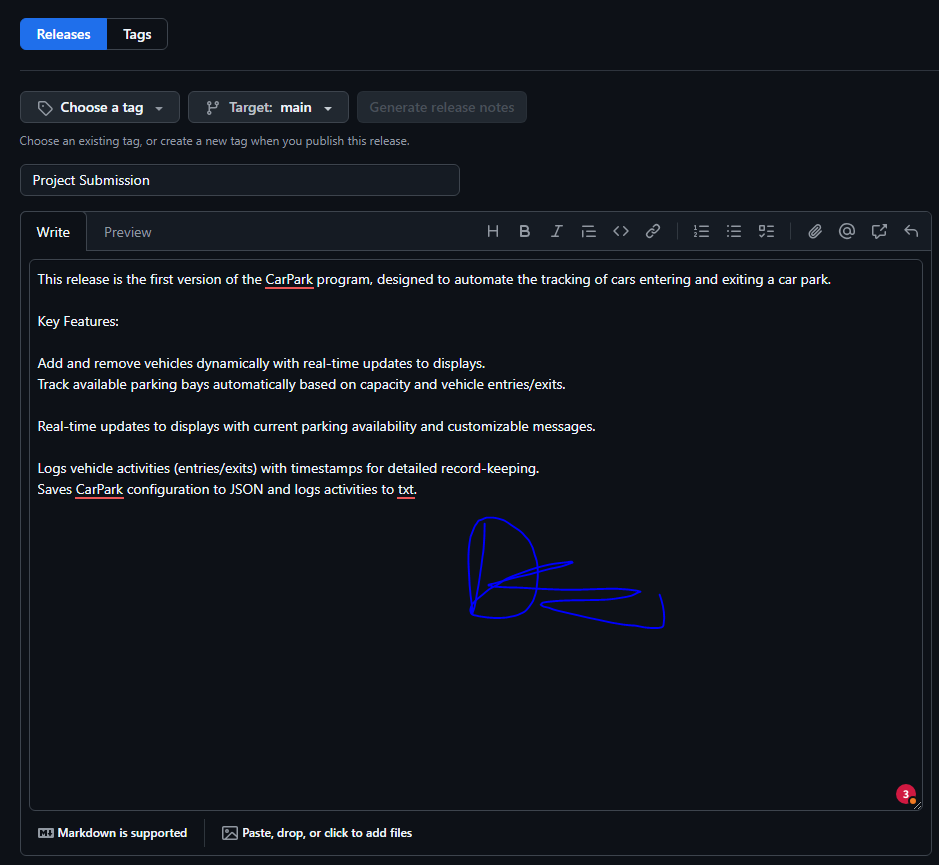 Releases
Tags
Choose a tag
Target: main
Generate release notes
Choose an existing tag, or create a new tag when you publish this release.
Project Submission
Write
Preview
This release is the first version of the CarPark program, designed to automate the tracking of cars entering and exiting a car park.
Key Features:
Add and remove vehicles dynamically with real-time updates to displays.
Track available parking bays automatically based on capacity and vehicle entries/exits.
Real-time updates to displays with current parking availability and customizable messages.
Logs vehicle activities (entries/exits) with timestamps for detailed record-keeping.
Saves CarPark configuration to JSON and logs activities to txt.
3
Markdown is supported
Paste, drop, or click to add files